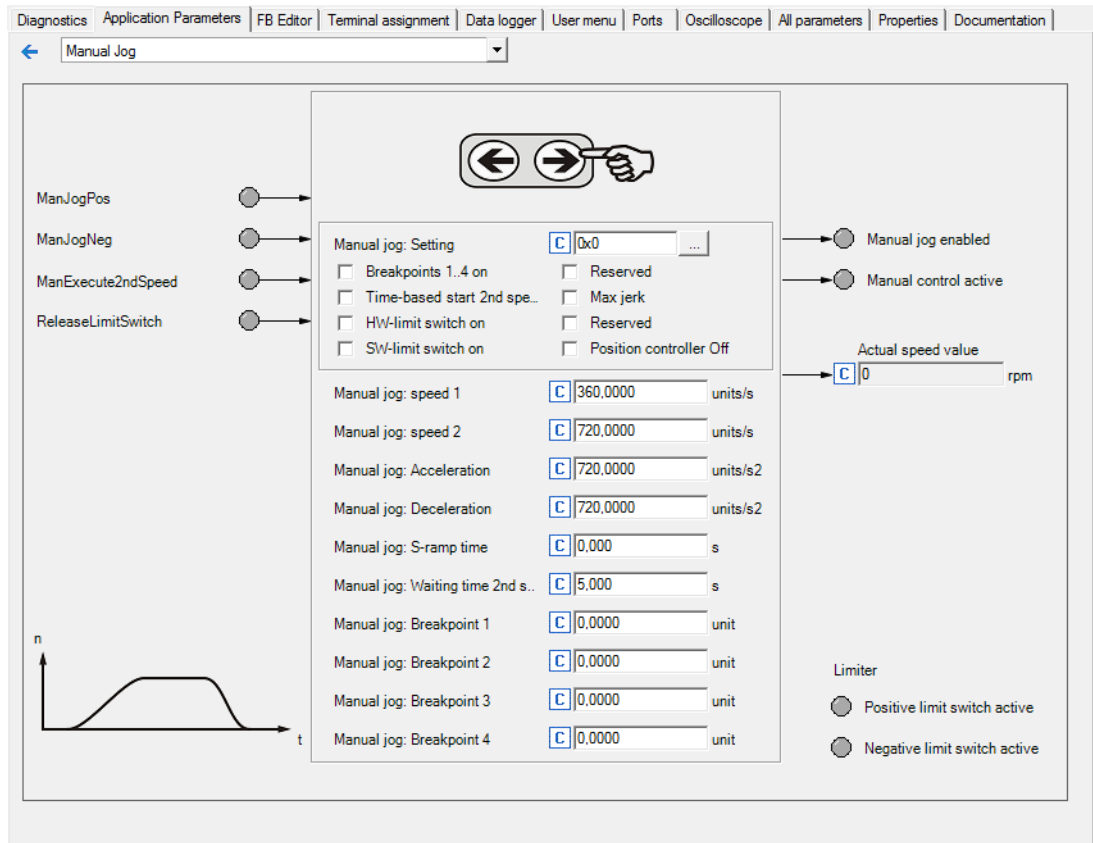 Diagnostics Application Parameters FB Editor Terminal assignment Data logger User menu Ports Oscilloscope All parameters Properties Documentation
Manual Jog
ManJogPos
ManJogNeg
ManExecute2ndSpeed
ReleaseLimitSwitch
Manual jog: Setting C 0x0 ...
Breakpoints 1..4 on Reserved
Time-based start 2nd spe... Max jerk
HW-limit switch on Reserved
SW-limit switch on Position controller Off
Manual jog: speed 1 C 360,0000 units/s
Manual jog: speed 2 C 720,0000 units/s
Manual jog: Acceleration C 720,0000 units/s2
Manual jog: Deceleration C 720,0000 units/s2
Manual jog: S-ramp time C 0,000 s
Manual jog: Waiting time 2nd s.. C 5,000 s
Manual jog: Breakpoint 1 C 0,0000 unit
Manual jog: Breakpoint 2 C 0,0000 unit
Manual jog: Breakpoint 3 C 0,0000 unit
Manual jog: Breakpoint 4 C 0,0000 unit
Manual jog enabled
Manual control active
Actual speed value
C 0 rpm
n
t
Limiter
Positive limit switch active
Negative limit switch active